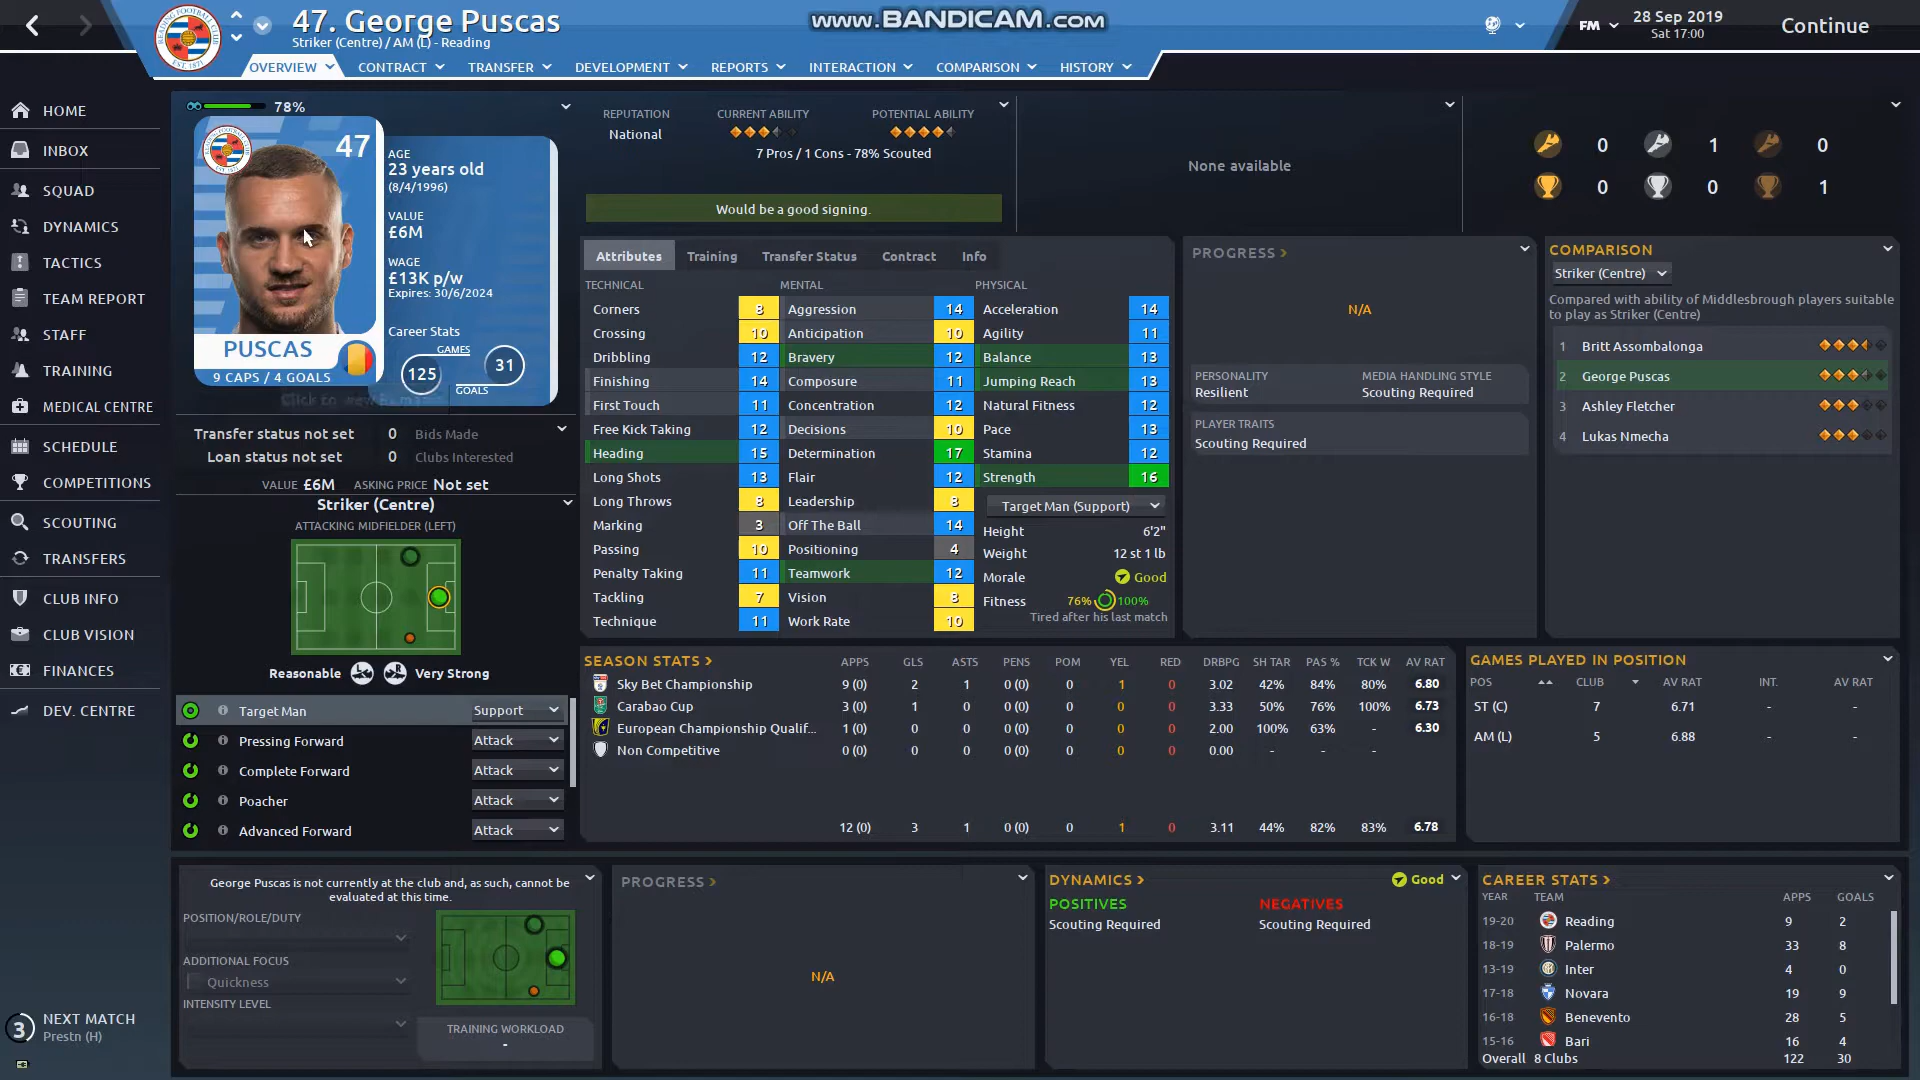 47. George Puscas
Striker (Centre) / AM (L) - Reading
www.BANDICAM.com
FM
28 Sep 2019
Sat 17:00
Continue
OVERVIEW
CONTRACT
TRANSFER
DEVELOPMENT
REPORTS
INTERACTION
COMPARISON
HISTORY
HOME
INBOX
SQUAD
DYNAMICS
TACTICS
TEAM REPORT
STAFF
TRAINING
MEDICAL CENTRE
SCHEDULE
COMPETITIONS
SCOUTING
TRANSFERS
CLUB INFO
CLUB VISION
FINANCES
DEV. CENTRE
3
NEXT MATCH
Prestn (H)
78%
47
PUSCAS
9 CAPS / 4 GOALS
AGE
23 years old
(8/4/1996)
VALUE
£6M
WAGE
£13K p/w
Expires: 30/6/2024
Career Stats
GAMES
125
31
GOALS
Transfer status not set 0 Bids Made
Loan status not set 0 Clubs Interested
VALUE £6M ASKING PRICE Not set
Striker (Centre)
ATTACKING MIDFIELDER (LEFT)
Reasonable L R Very Strong
Target Man Support
Pressing Forward Attack
Complete Forward Attack
Poacher Attack
Advanced Forward Attack
REPUTATION
National
CURRENT ABILITY
POTENTIAL ABILITY
7 Pros / 1 Cons - 78% Scouted
Would be a good signing.
None available
0 1 0
0 0 1
Attributes Training Transfer Status Contract Info
TECHNICAL MENTAL PHYSICAL
Corners 8 Aggression 14 Acceleration 14
Crossing 10 Anticipation 10 Agility 11
Dribbling 12 Bravery 12 Balance 13
Finishing 14 Composure 11 Jumping Reach 13
First Touch 11 Concentration 12 Natural Fitness 12
Free Kick Taking 12 Decisions 10 Pace 13
Heading 15 Determination 17 Stamina 12
Long Shots 13 Flair 12 Strength 16
Long Throws 8 Leadership 8 Target Man (Support)
Marking 3 Off The Ball 14 Height 6'2"
Passing 10 Positioning 4 Weight 12 st 1 lb
Penalty Taking 11 Teamwork 12 Morale Good
Tackling 7 Vision 8 Fitness 76% 100%
Technique 11 Work Rate 10 Tired after his last match
PROGRESS >
N/A
PERSONALITY
Resilient
MEDIA HANDLING STYLE
Scouting Required
PLAYER TRAITS
Scouting Required
COMPARISON
Striker (Centre)
Compared with ability of Middlesbrough players suitable
to play as Striker (Centre)
1 Britt Assombalonga
2 George Puscas
3 Ashley Fletcher
4 Lukas Nmecha
SEASON STATS > APPS GLS ASTS PENS POM YEL RED DRBPG SH TAR PAS % TCK W AV RAT
Sky Bet Championship 9 (0) 2 1 0 (0) 0 1 0 3.02 42% 84% 80% 6.80
Carabao Cup 3 (0) 1 0 0 (0) 0 0 0 3.33 50% 76% 100% 6.73
European Championship Qualif... 1 (0) 0 0 0 (0) 0 0 0 2.00 100% 63% - 6.30
Non Competitive 0 (0) 0 0 0 (0) 0 0 0 0.00 - - -
12 (0) 3 1 0 (0) 0 1 0 3.11 44% 82% 83% 6.78
GAMES PLAYED IN POSITION
POS CLUB AV RAT INT. AV RAT
ST (C) 7 6.71 - -
AM (L) 5 6.88 - -
George Puscas is not currently at the club and, as such, cannot be
evaluated at this time.
POSITION/ROLE/DUTY
ADDITIONAL FOCUS
Quickness
INTENSITY LEVEL
TRAINING WORKLOAD
-
PROGRESS >
N/A
DYNAMICS > Good
POSITIVES NEGATIVES
Scouting Required Scouting Required
CAREER STATS >
YEAR TEAM APPS GOALS
19-20 Reading 9 2
18-19 Palermo 33 8
13-19 Inter 4 0
17-18 Novara 19 9
16-18 Benevento 28 5
15-16 Bari 16 4
Overall 8 Clubs 122 30